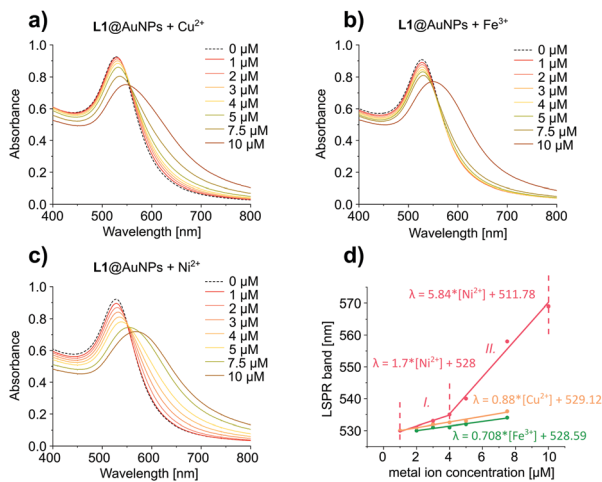 a)
L1@AuNPs + Cu²⁺
Absorbance
1.0
0.8
0.6
0.4
0.2
0.0
400 500 600 700 800
Wavelength [nm]
0 µM
1 µM
2 µM
3 µM
4 µM
5 µM
7.5 µM
10 µM
b)
L1@AuNPs + Fe³⁺
Absorbance
1.0
0.8
0.6
0.4
0.2
0.0
400 500 600 700 800
Wavelength [nm]
0 µM
1 µM
2 µM
3 µM
4 µM
5 µM
7.5 µM
10 µM
c)
L1@AuNPs + Ni²⁺
Absorbance
1.0
0.8
0.6
0.4
0.2
0.0
400 500 600 700 800
Wavelength [nm]
0 µM
1 µM
2 µM
3 µM
4 µM
5 µM
7.5 µM
10 µM
d)
LSPR band [nm]
570
560
550
540
530
0 2 4 6 8 10
metal ion concentration [µM]
λ = 5.84*[Ni²⁺] + 511.78
II.
λ = 1.7*[Ni²⁺] + 528
I.
λ = 0.88*[Cu²⁺] + 529.12
λ = 0.708*[Fe³⁺] + 528.59